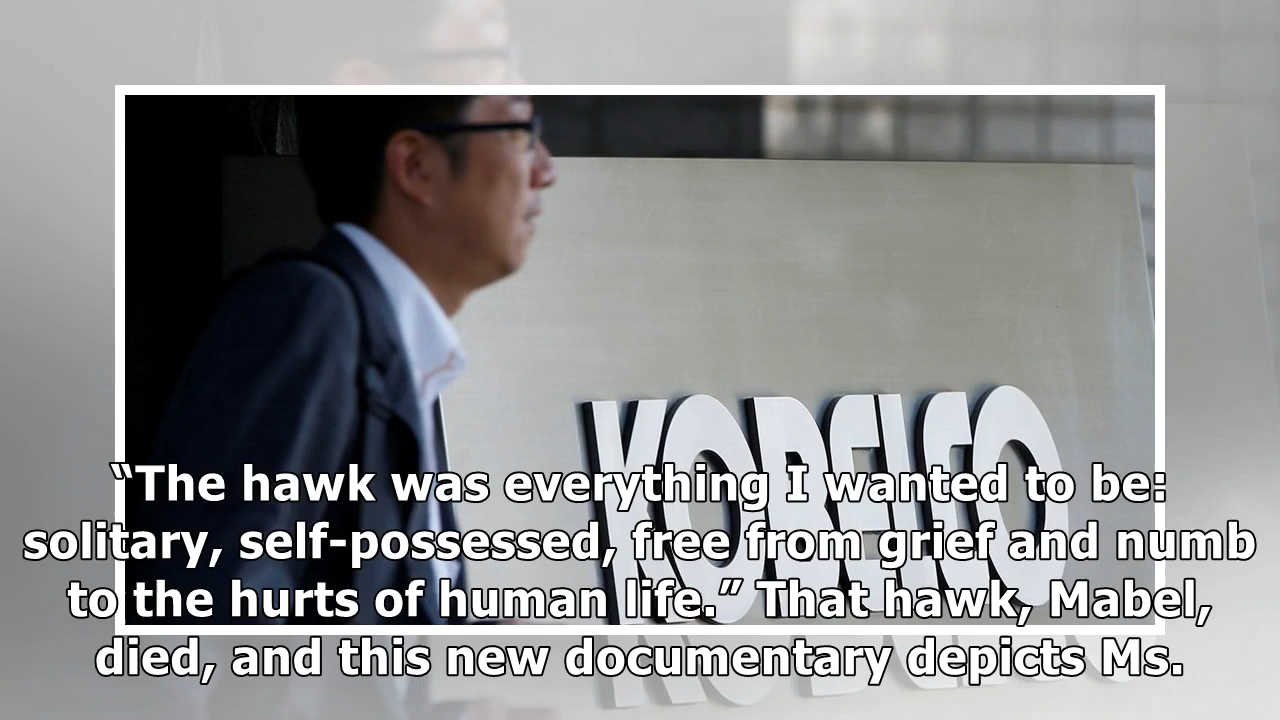 KOBELCO
“The hawk was everything I wanted to be:
solitary, self-possessed, free from grief and numb
to the hurts of human life.” That hawk, Mabel,
died, and this new documentary depicts Ms.